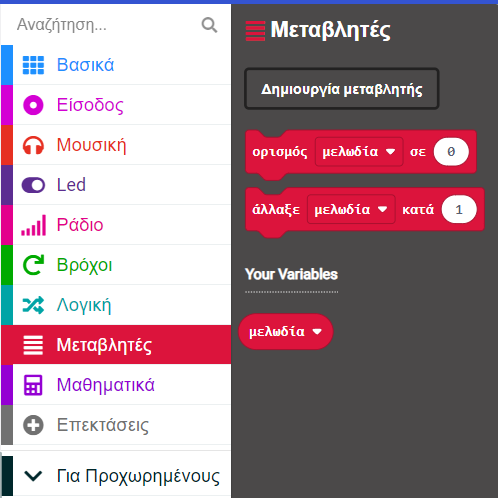 Αναζήτηση...
Βασικά
Είσοδος
Μουσική
Led
Ράδιο
Βρόχοι
Λογική
Μεταβλητές
Μαθηματικά
Επεκτάσεις
Για Προχωρημένους
Μεταβλητές
Δημιουργία μεταβλητής
ορισμός μελωδία σε 0
άλλαξε μελωδία κατά 1
Your Variables
μελωδία